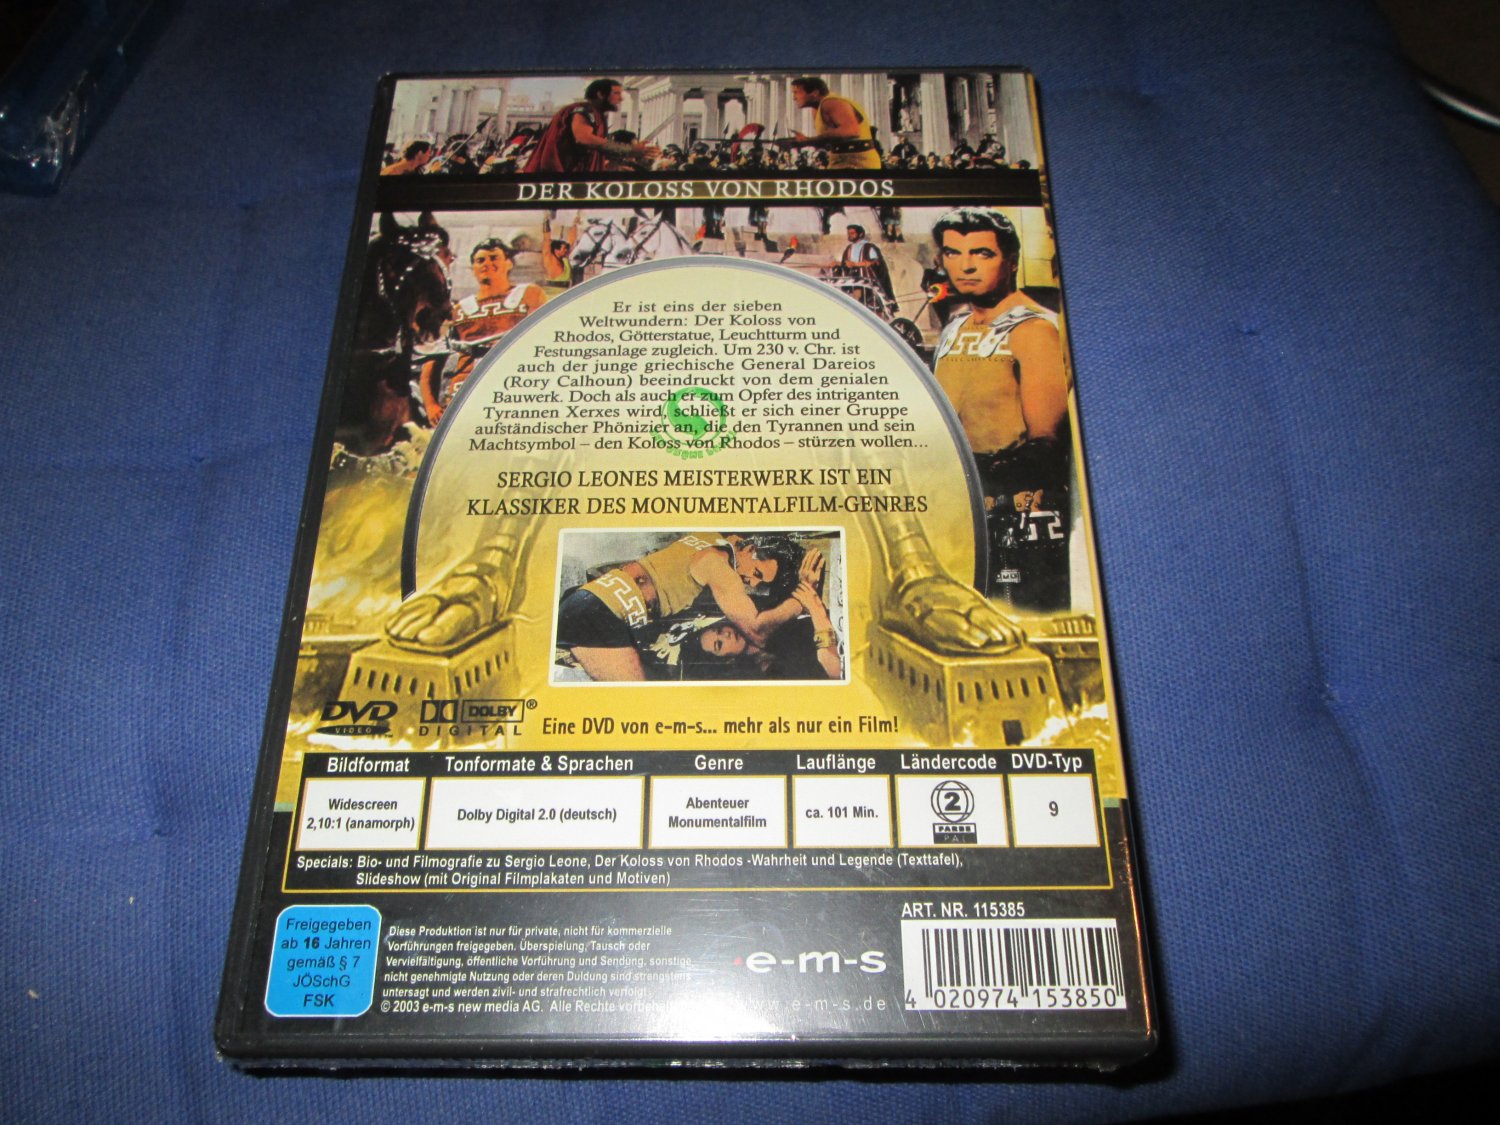 DER KOLOSS VON RHODOS
Er ist eins der sieben
Weltwundern: Der Koloss von
Rhodos, Götterstatue, Leuchtturm und
Festungsanlage zugleich. Um 230 v. Chr. ist
auch der junge griechische General Dareios
(Rory Calhoun) beeindruckt von dem genialen
Bauwerk. Doch als auch er zum Opfer des intriganten
Tyrannen Xerxes wird, schließt er sich einer Gruppe
aufständischer Phönizier an, die den Tyrannen und sein
Machtsymbol – den Koloss von Rhodos – stürzen wollen...
SERGIO LEONES MEISTERWERK IST EIN
KLASSIKER DES MONUMENTALFILM-GENRES
DVD VIDEO
DOLBY DIGITAL
Eine DVD von e-m-s... mehr als nur ein Film!
Bildformat Tonformate & Sprachen Genre Lauflänge Ländercode DVD-Typ
Widescreen
2,10:1 (anamorph)
Dolby Digital 2.0 (deutsch)
Abenteuer
Monumentalfilm
ca. 101 Min.
2
FARBE
PAL
9
Specials: Bio- und Filmografie zu Sergio Leone, Der Koloss von Rhodos -Wahrheit und Legende (Texttafel),
Slideshow (mit Original Filmplakaten und Motiven)
Freigegeben
ab 16 Jahren
gemäß § 7
JÖSchG
FSK
Diese Produktion ist nur für private, nicht für kommerzielle
Vorführungen freigegeben. Überspielung, Tausch oder
Vervielfältigung, öffentliche Vorführung und Sendung, sonstige
nicht genehmigte Nutzung oder deren Duldung sind strengstens
untersagt und werden zivil- und strafrechtlich verfolgt.
© 2003 e-m-s new media AG. Alle Rechte vorbehalten
e-m-s
www.e-m-s.de
ART. NR. 115385
4 020974 153850